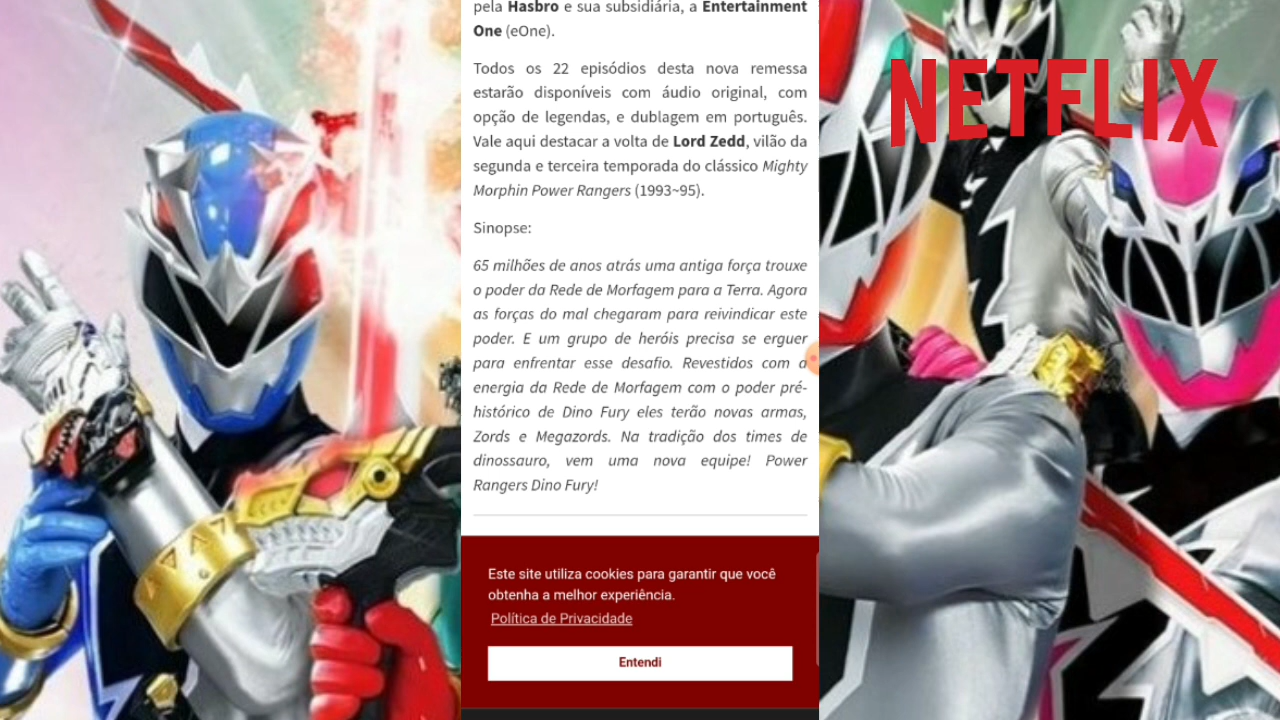 pela Hasbro e sua subsidiária, a Entertainment
One (eOne).
Todos os 22 episódios desta nova remessa
estarão disponíveis com áudio original, com
opção de legendas, e dublagem em português.
Vale aqui destacar a volta de Lord Zedd, vilão da
segunda e terceira temporada do clássico Mighty
Morphin Power Rangers (1993~95).
Sinopse:
65 milhões de anos atrás uma antiga força trouxe
o poder da Rede de Morfagem para a Terra. Agora
as forças do mal chegaram para reivindicar este
poder. E um grupo de heróis precisa se erguer
para enfrentar esse desafio. Revestidos com a
energia da Rede de Morfagem com o poder pré-
histórico de Dino Fury eles terão novas armas,
Zords e Megazords. Na tradição dos times de
dinossauro, vem uma nova equipe! Power
Rangers Dino Fury!
Este site utiliza cookies para garantir que você
obtenha a melhor experiência.
Política de Privacidade
Entendi
NETFLIX